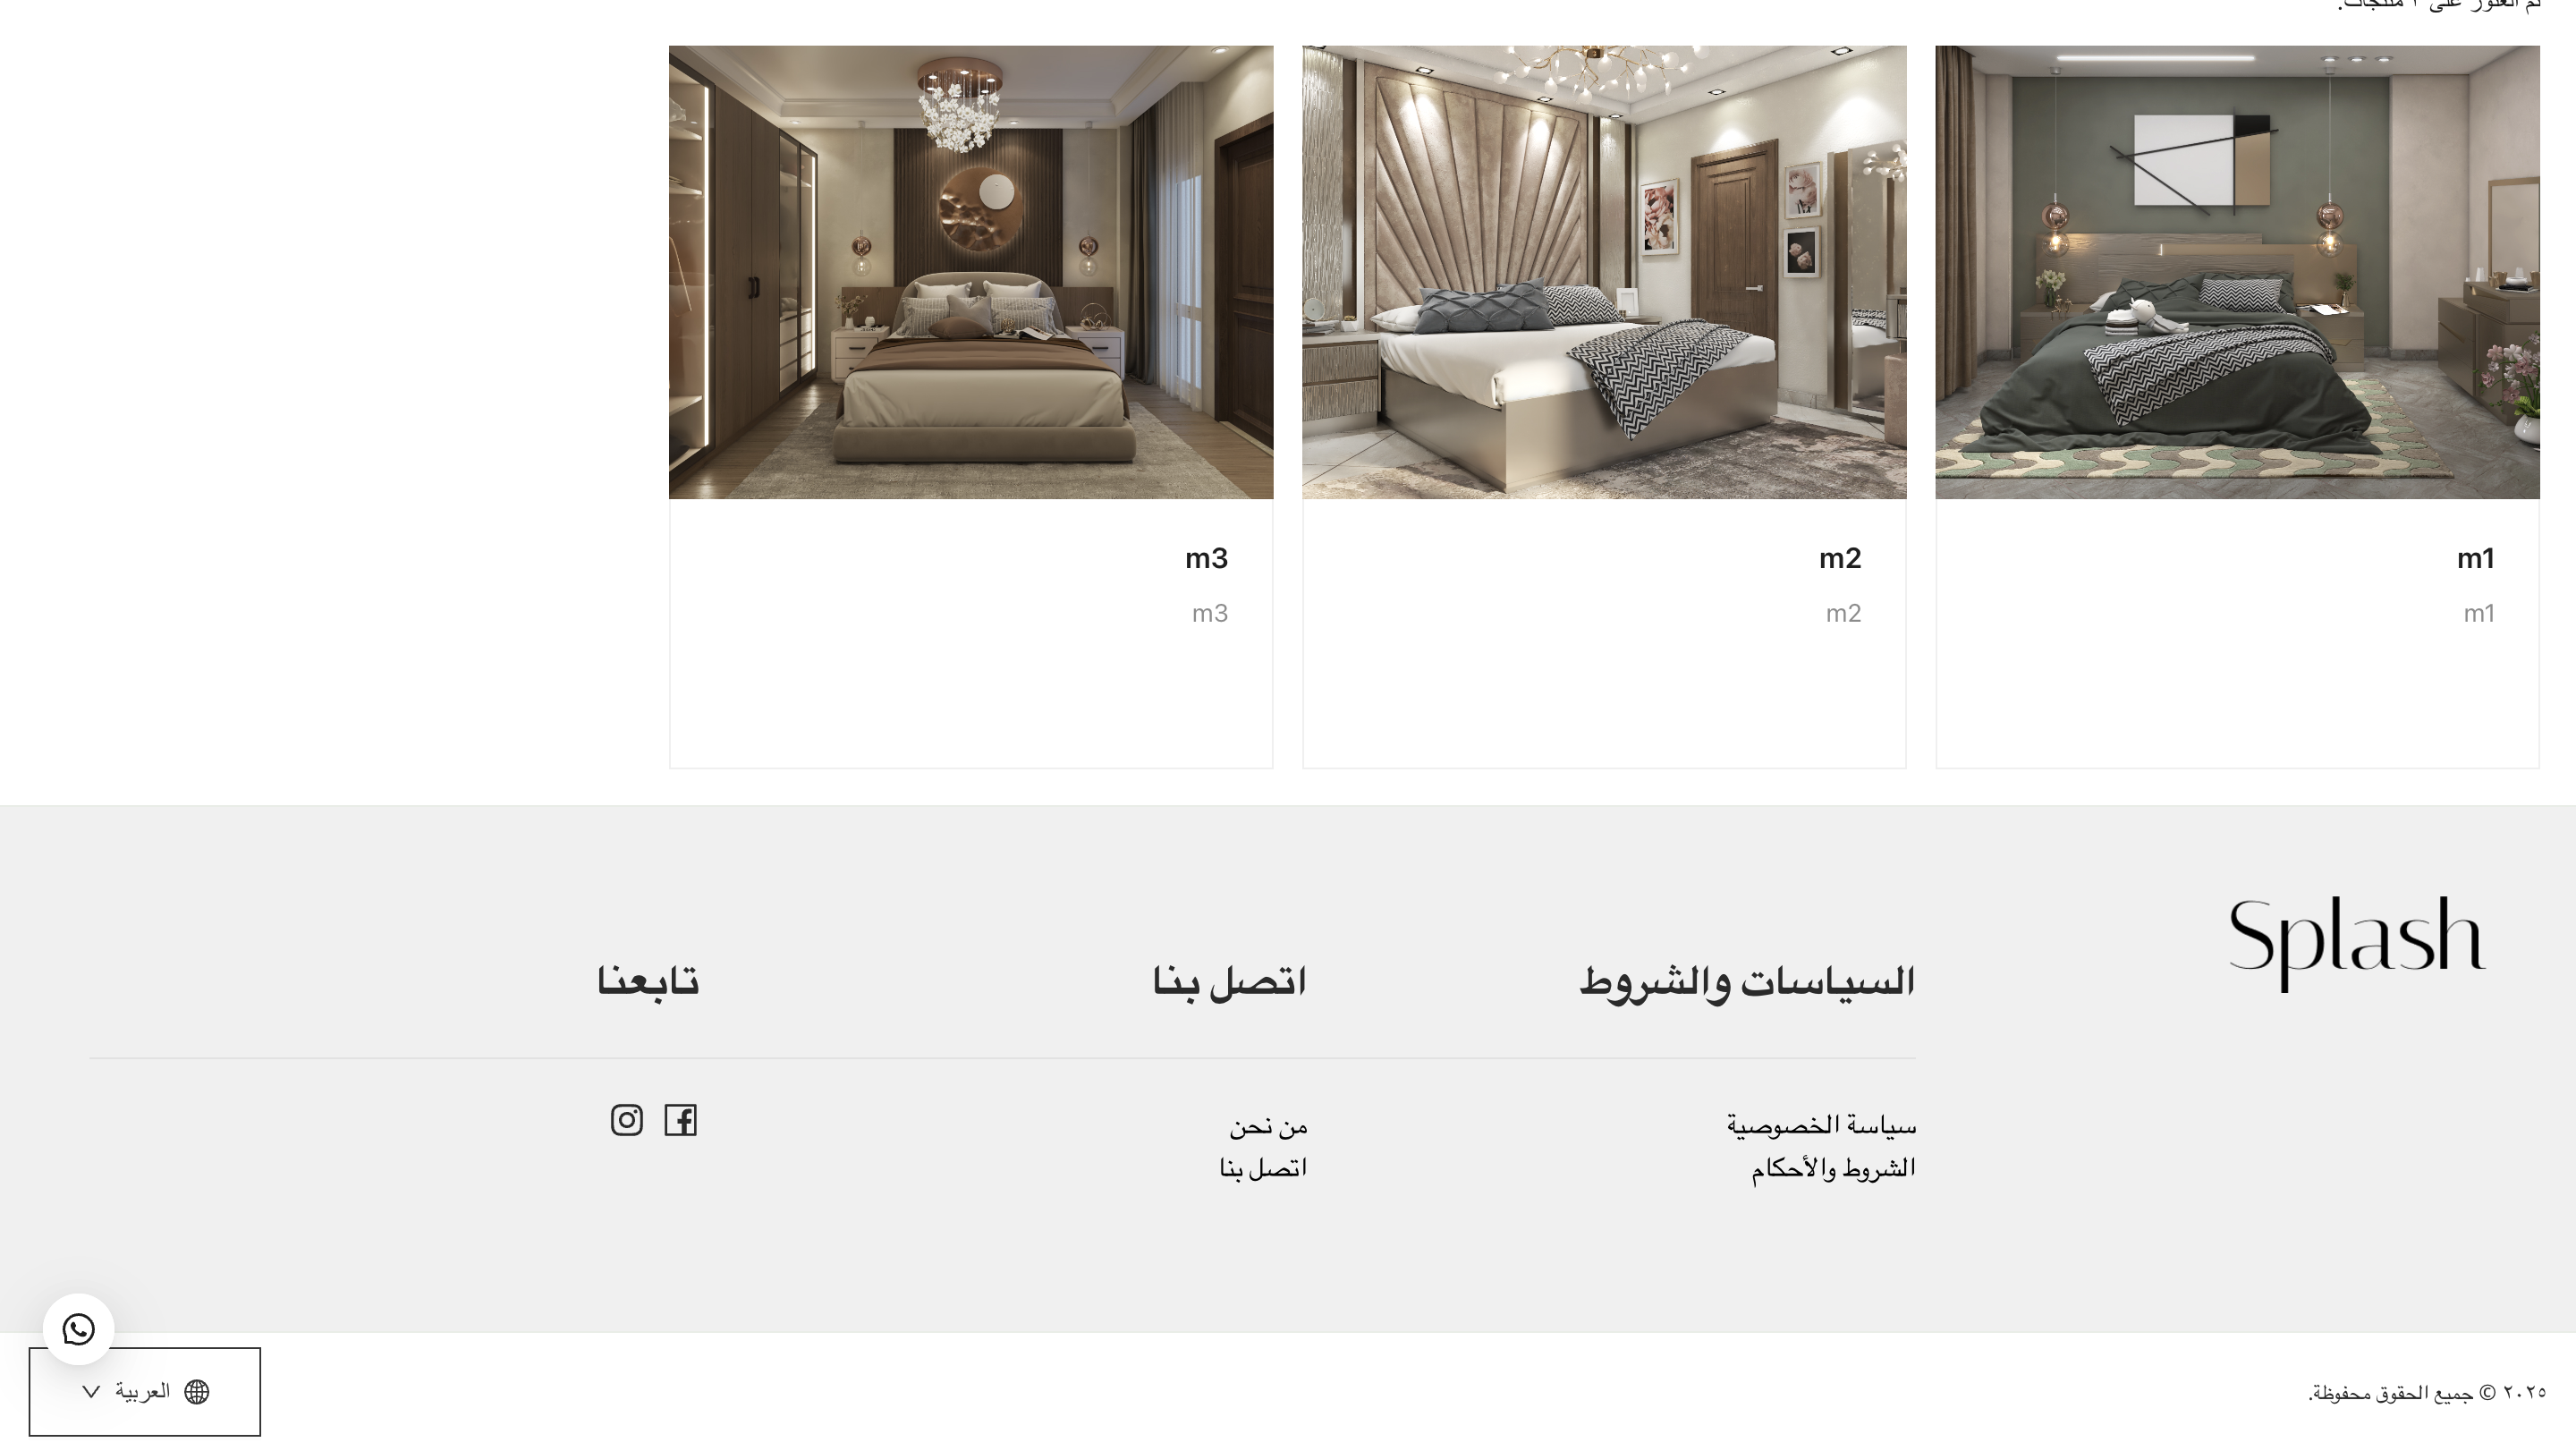 m1
m1
m2
m2
m3
m3
Splash
السياسات والشروط
سياسة الخصوصية
الشروط والأحكام
اتصل بنا
من نحن
اتصل بنا
تابعنا
٢٠٢٥ © جميع الحقوق محفوظة.
العربية